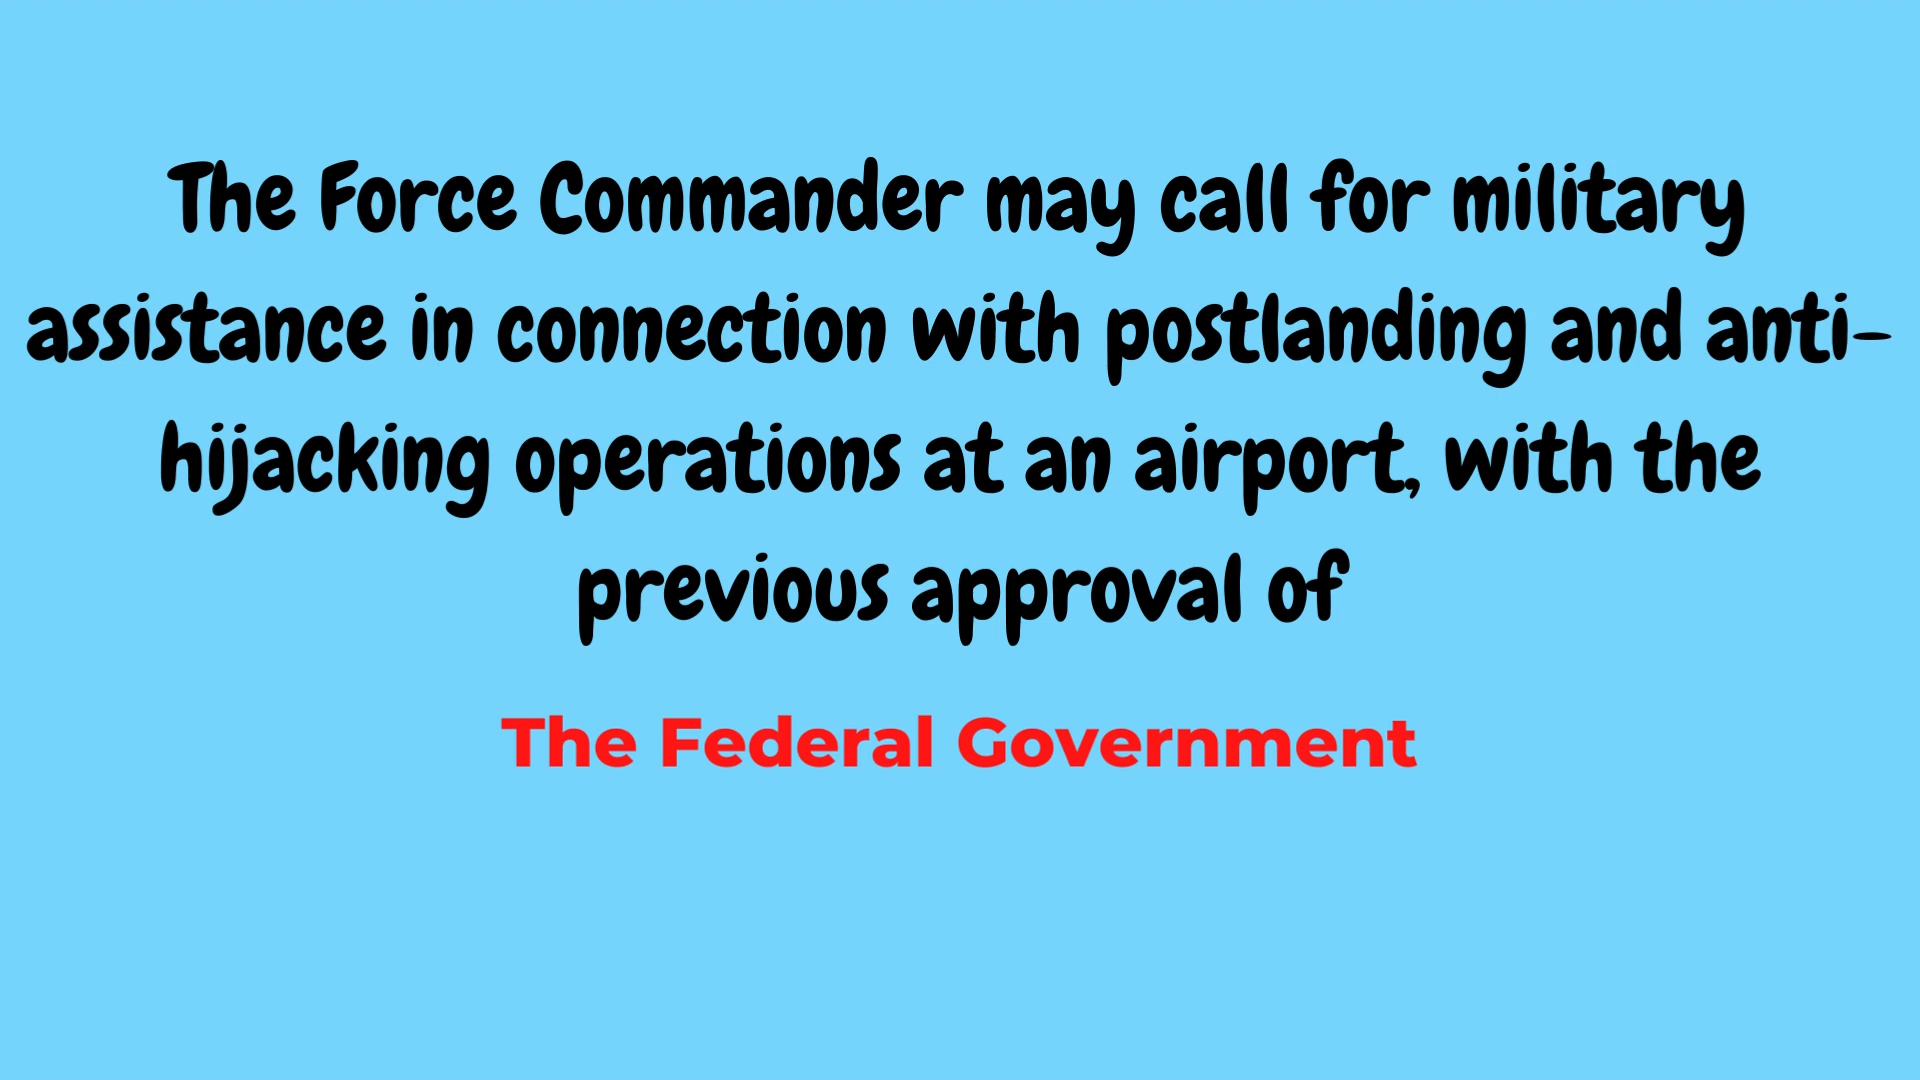 The Force Commander may call for military
assistance in connection with postlanding and anti-
hijacking operations at an airport, with the
previous approval of
The Federal Government